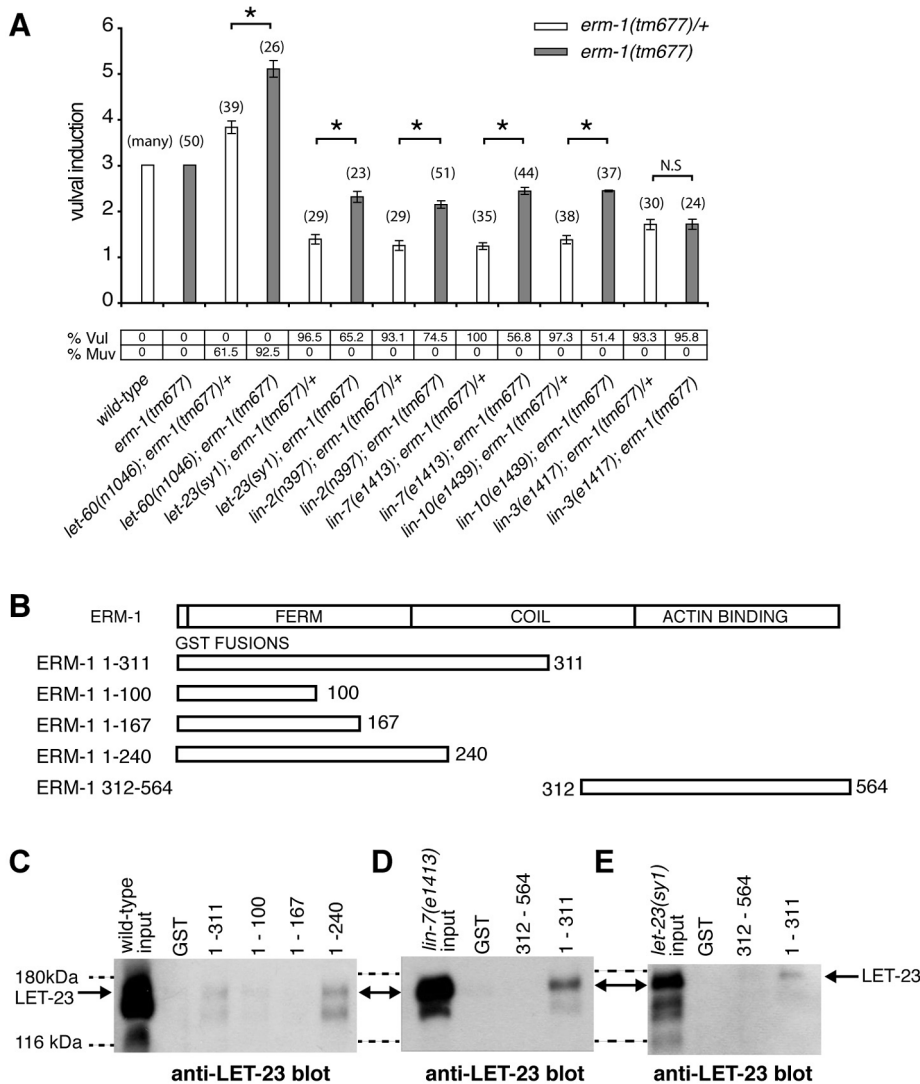 A
erm-1(tm677)/+
erm-1(tm677)
vulval induction
6
5
4
3
2
1
0
(many)
(50)
(39)
*
(26)
(29)
*
(23)
(29)
*
(51)
(35)
*
(44)
(38)
*
(37)
(30)
N.S
(24)
% Vul 0 0 0 0 96.5 65.2 93.1 74.5 100 56.8 97.3 51.4 93.3 95.8
% Muv 0 0 61.5 92.5 0 0 0 0 0 0 0 0 0 0
wild-type
erm-1(tm677)
let-60(n1046); erm-1(tm677)/+
let-60(n1046); erm-1(tm677)
let-23(sy1); erm-1(tm677)/+
let-23(sy1); erm-1(tm677)
lin-2(n397); erm-1(tm677)/+
lin-2(n397); erm-1(tm677)
lin-7(e1413); erm-1(tm677)/+
lin-7(e1413); erm-1(tm677)
lin-10(e1439); erm-1(tm677)/+
lin-10(e1439); erm-1(tm677)
lin-3(e1417); erm-1(tm677)/+
lin-3(e1417); erm-1(tm677)
B
ERM-1 FERM COIL ACTIN BINDING
GST FUSIONS
ERM-1 1-311 311
ERM-1 1-100 100
ERM-1 1-167 167
ERM-1 1-240 240
ERM-1 312-564 312 564
C
wild-type input
GST
1 -311
1 - 100
1 - 167
1 -240
180kDa
LET-23
116 kDa
anti-LET-23 blot
D
lin-7(e1413) input
GST
312 - 564
1 - 311
anti-LET-23 blot
E
let-23(sy1) input
GST
312 - 564
1 - 311
LET-23
anti-LET-23 blot